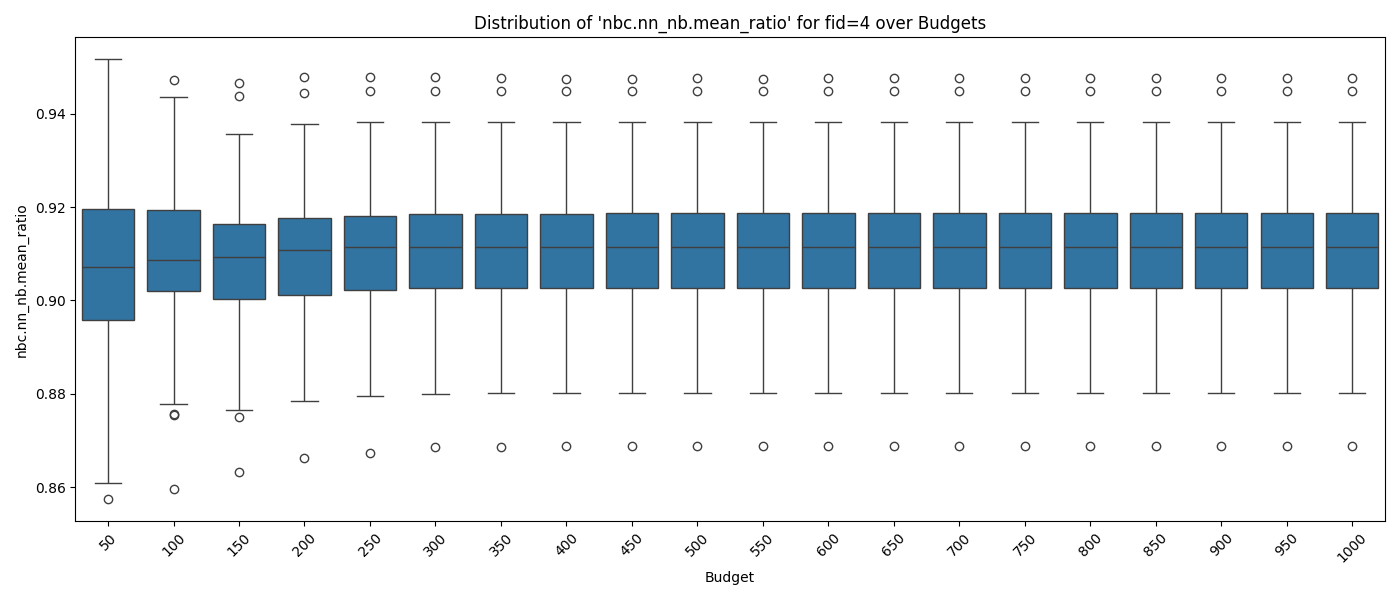 Distribution of 'nbc.nn_nb.mean_ratio' for fid=4 over Budgets
nbc.nn_nb.mean_ratio
0.94
0.92
0.90
0.88
0.86
50 100 150 200 250 300 350 400 450 500 550 600 650 700 750 800 850 900 950 1000
Budget